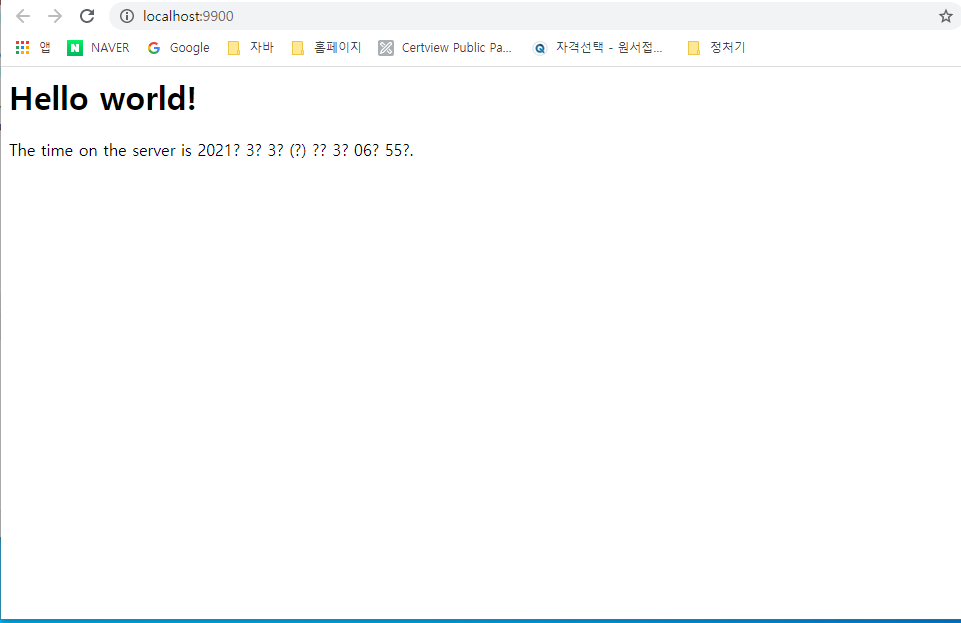 localhost:9900
앱 NAVER Google 자바 홈페이지 Certview Public Pa... 자격선택 - 원서접... 정처기
Hello world!
The time on the server is 2021? 3? 3? (?) ?? 3? 06? 55?.